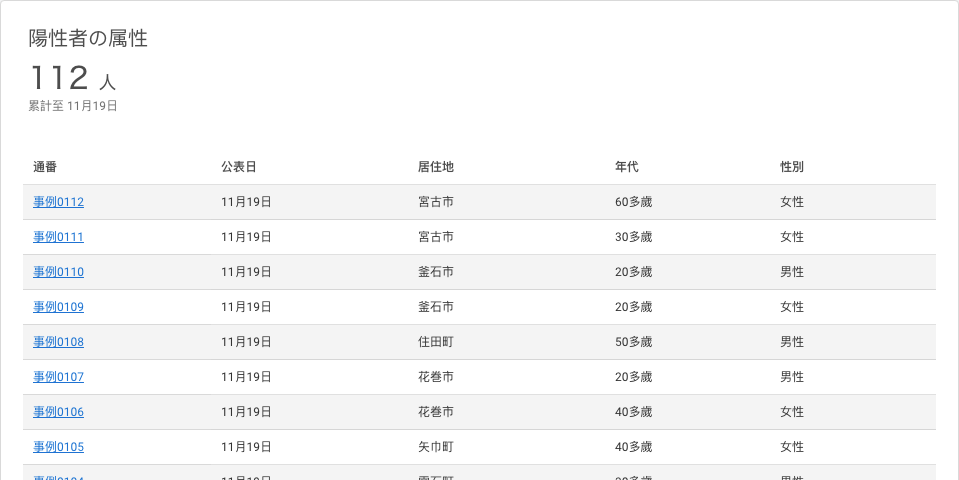 陽性者の属性
112 人
累計至 11月19日
通番 公表日 居住地 年代 性別
事例0112 11月19日 宮古市 60多歳 女性
事例0111 11月19日 宮古市 30多歳 女性
事例0110 11月19日 釜石市 20多歳 男性
事例0109 11月19日 釜石市 20多歳 女性
事例0108 11月19日 住田町 50多歳 男性
事例0107 11月19日 花巻市 20多歳 男性
事例0106 11月19日 花巻市 40多歳 女性
事例0105 11月19日 矢巾町 40多歳 女性